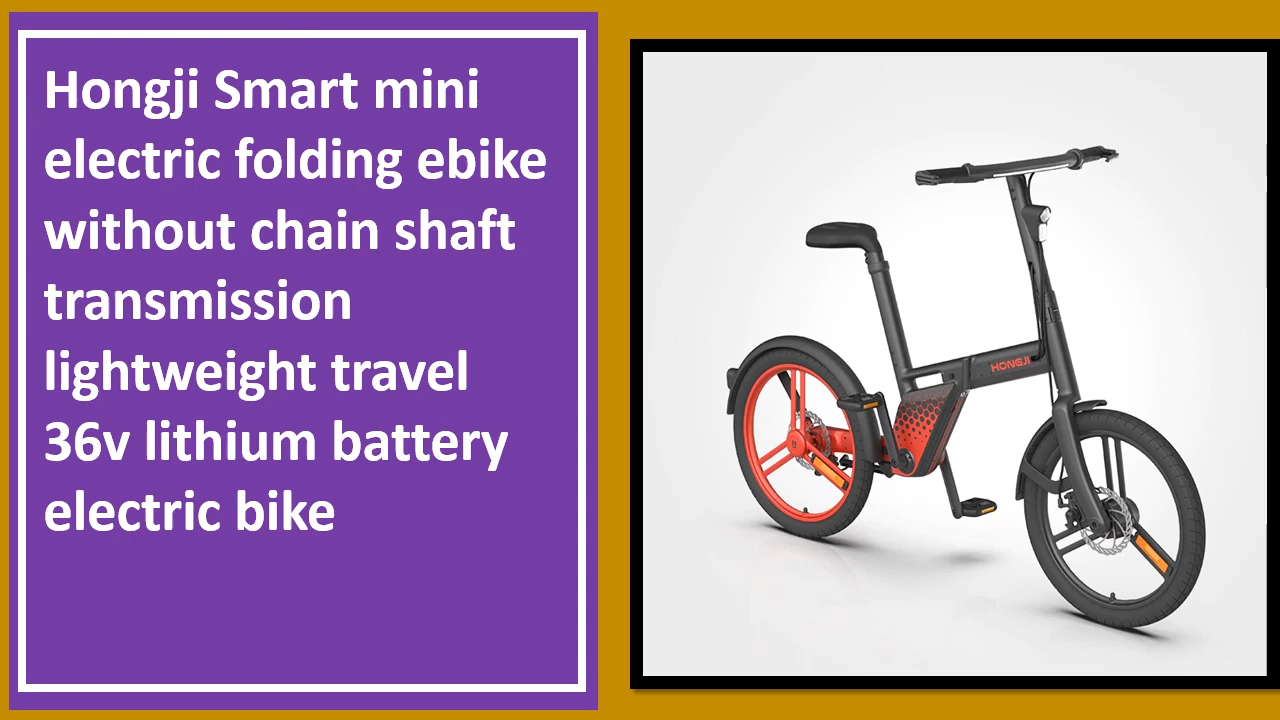 Hongji Smart mini
electric folding ebike
without chain shaft
transmission
lightweight travel
36v lithium battery
electric bike
HONGJI